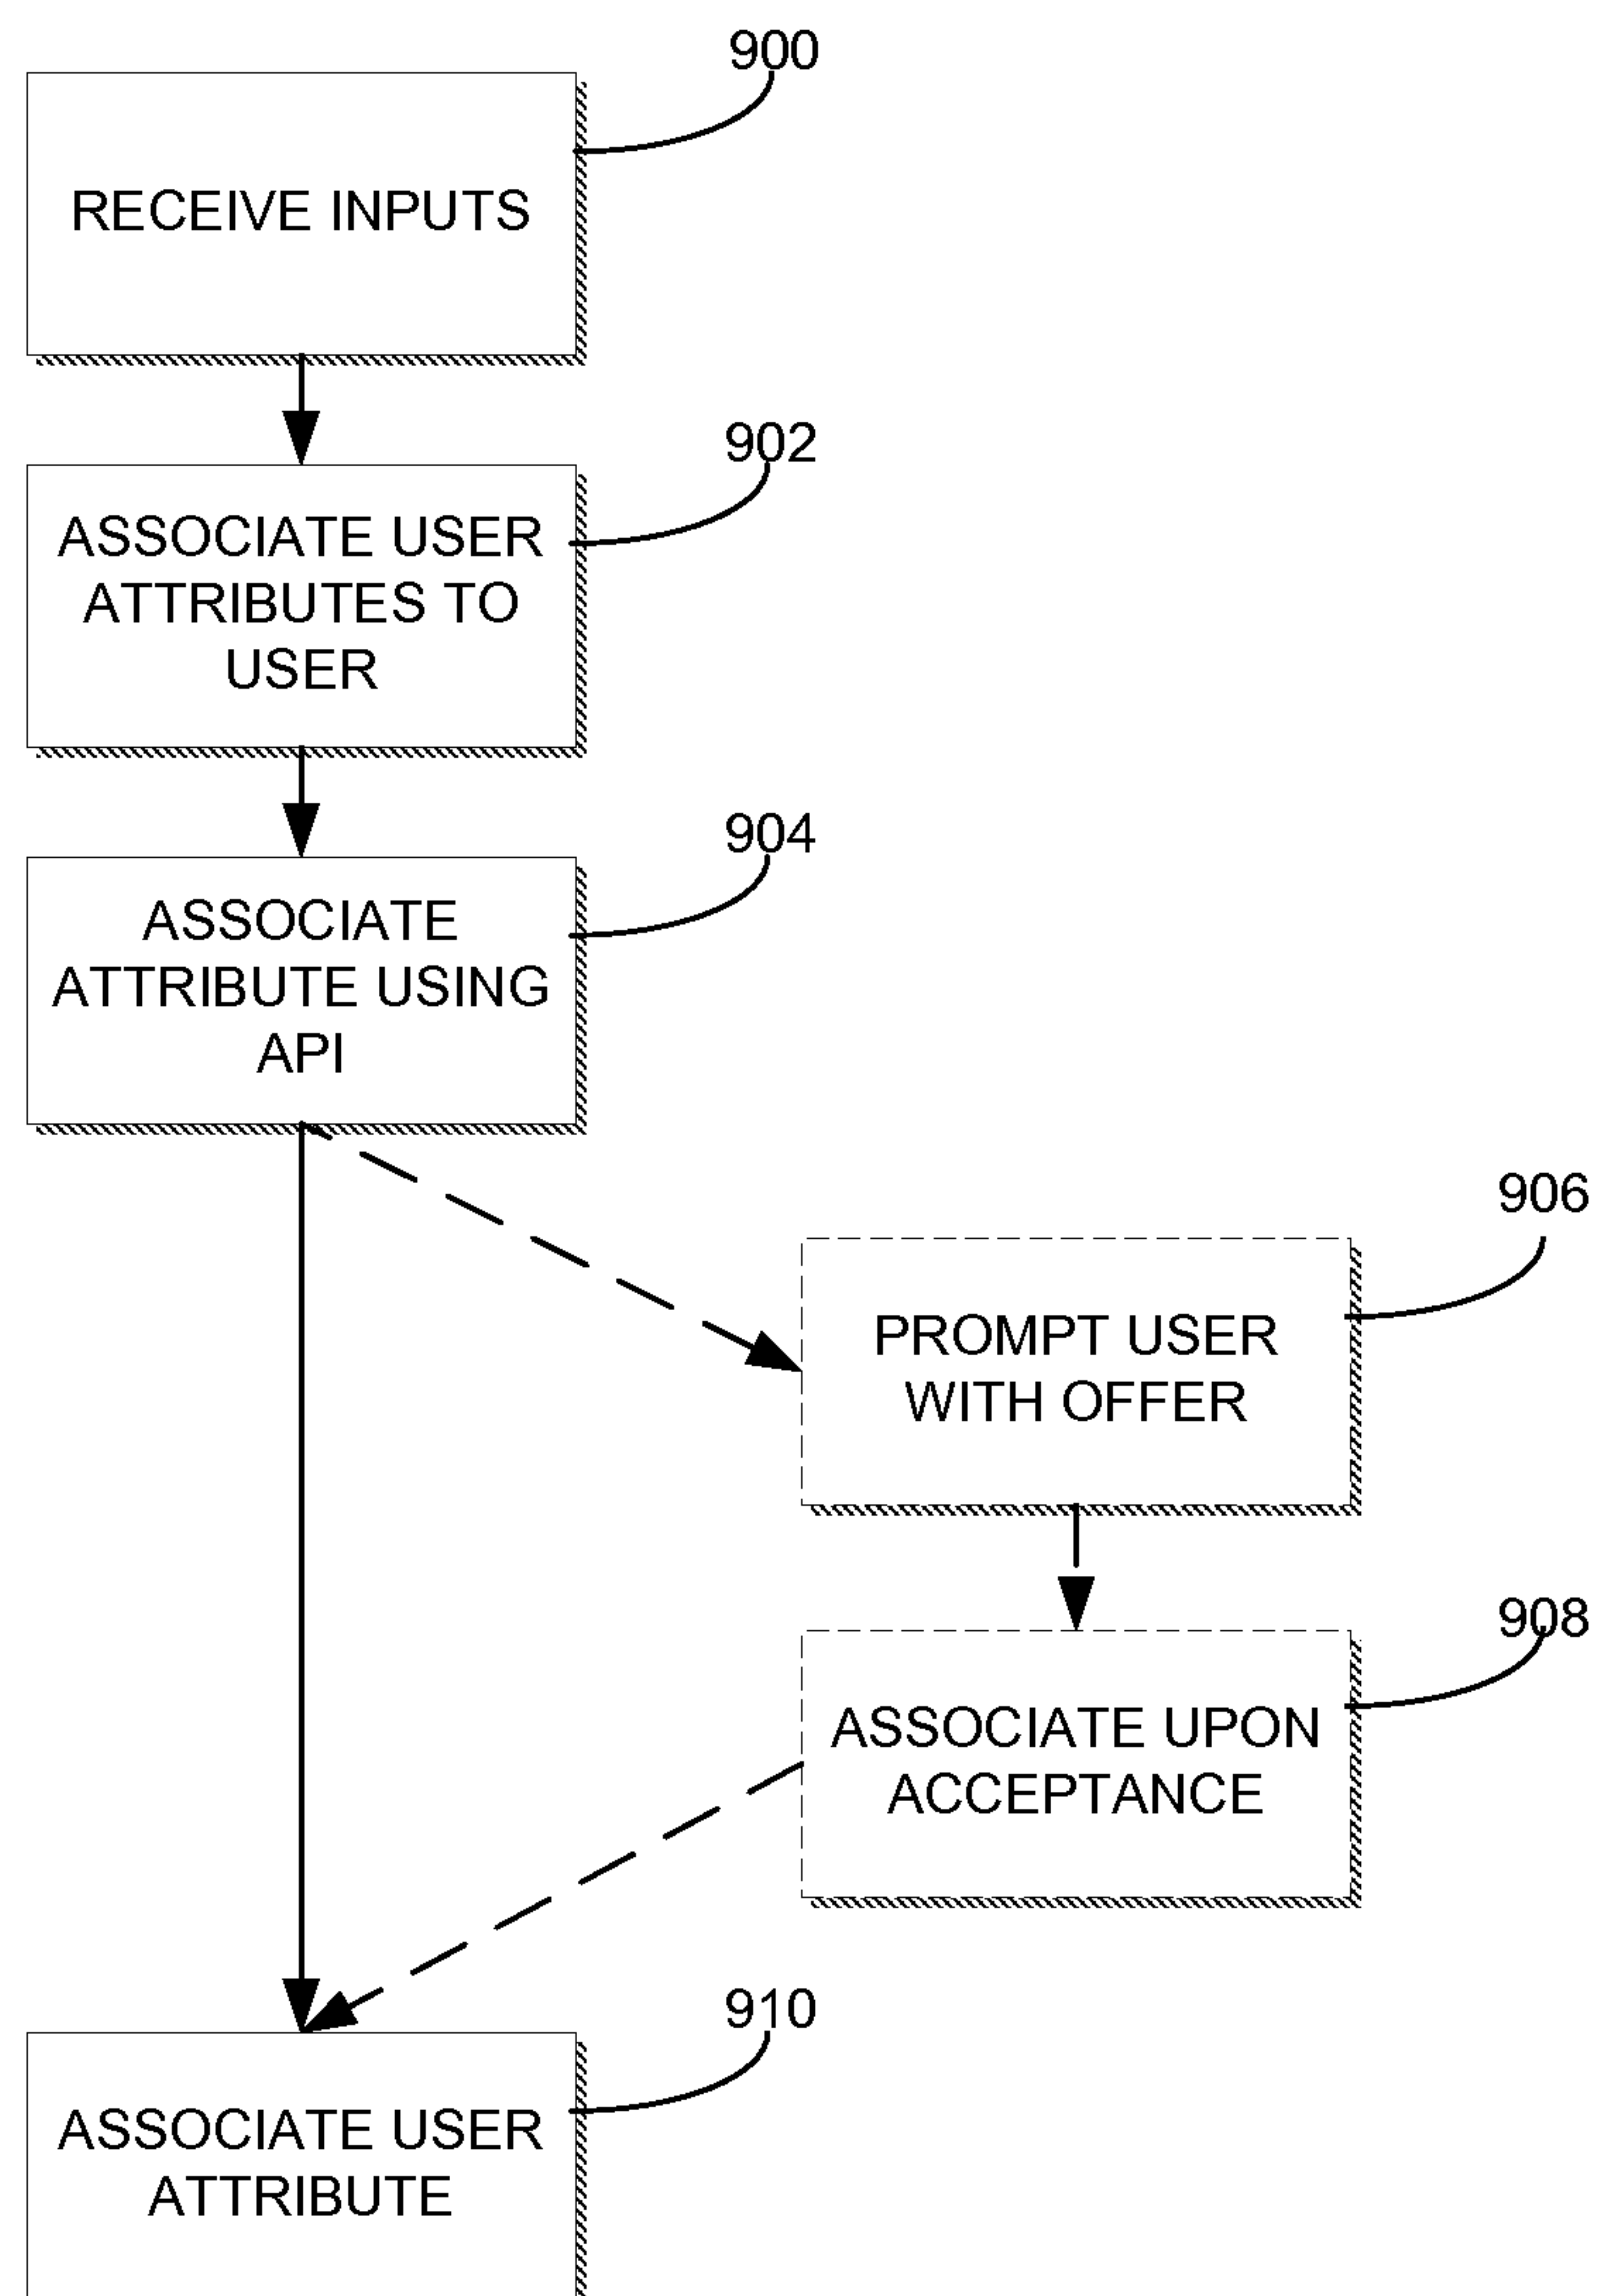 900
RECEIVE INPUTS
902
ASSOCIATE USER
ATTRIBUTES TO
USER
904
ASSOCIATE
ATTRIBUTE USING
API
906
PROMPT USER
WITH OFFER
908
ASSOCIATE UPON
ACCEPTANCE
910
ASSOCIATE USER
ATTRIBUTE